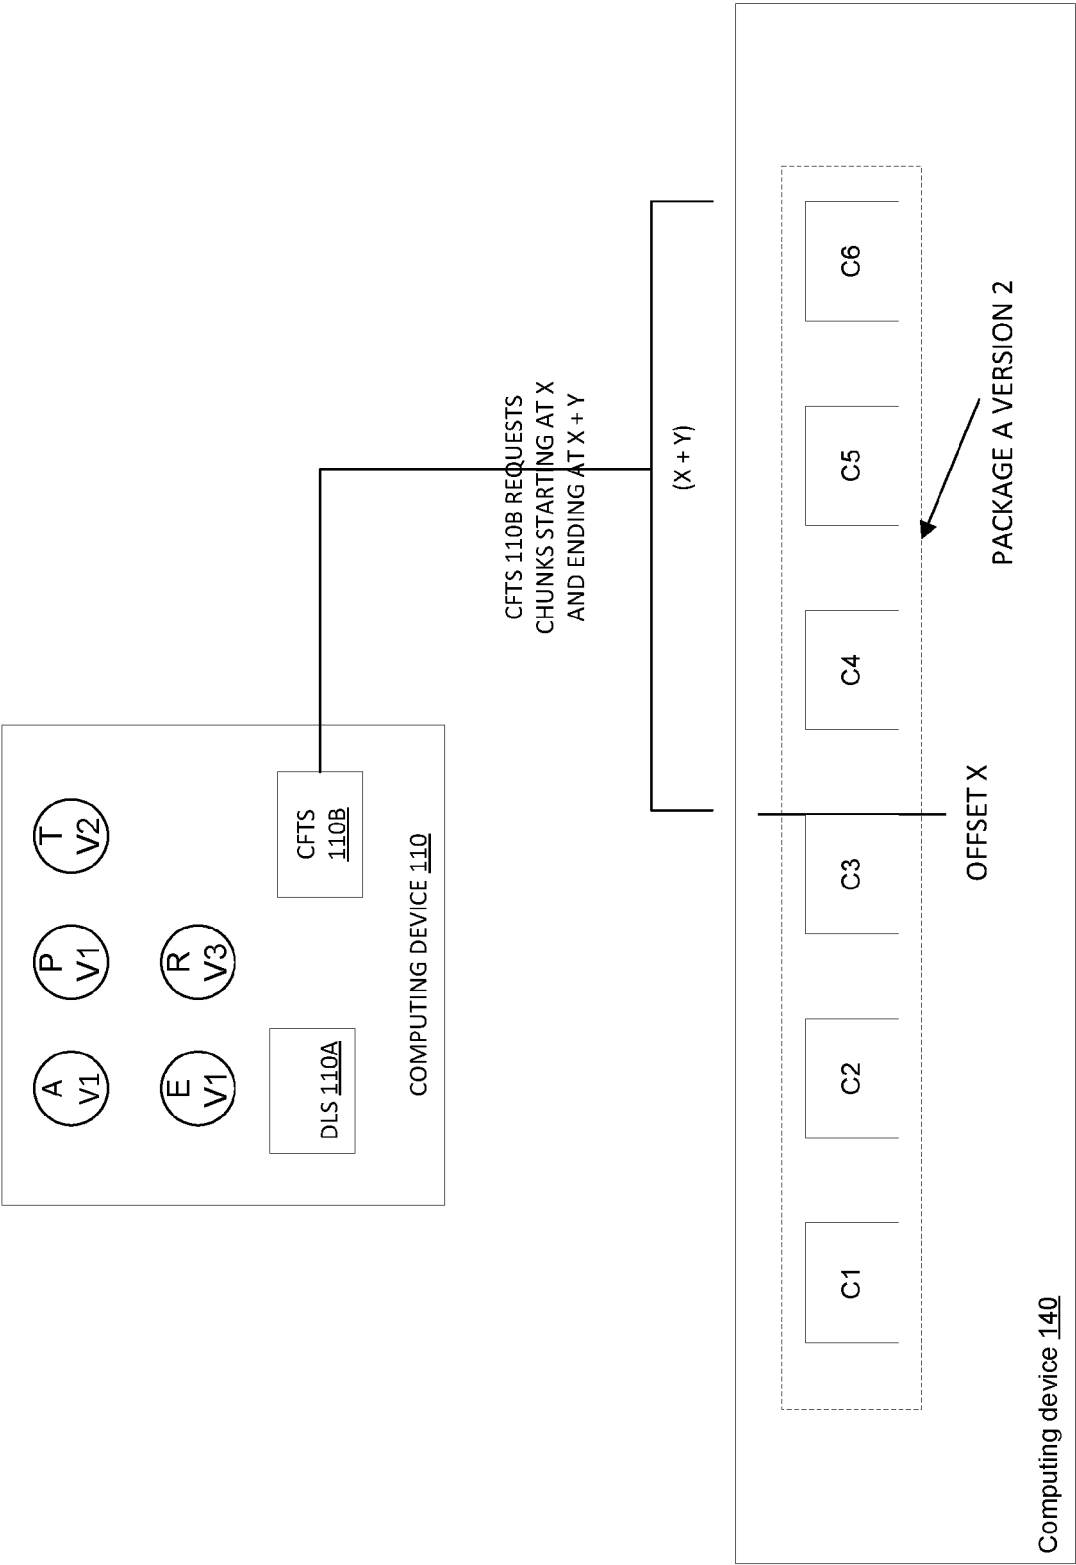 A
V1
P
V1
T
V2
E
V1
R
V3
DLS 110A
CFTS
110B
COMPUTING DEVICE 110
CFTS 110B REQUESTS
CHUNKS STARTING AT X
AND ENDING AT X + Y
(X + Y)
C1
C2
C3
C4
C5
C6
OFFSET X
PACKAGE A VERSION 2
Computing device 140